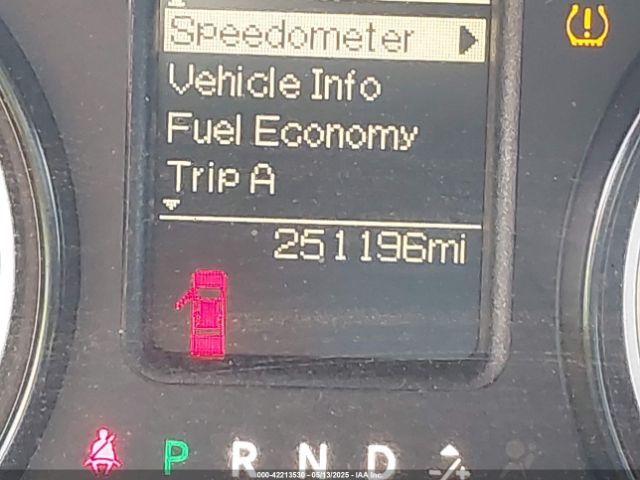 Speedometer
Vehicle Info
Fuel Economy
Trip A
251196mi
P R N D
000-42213530 - 05/13/2025 - IAA Inc.